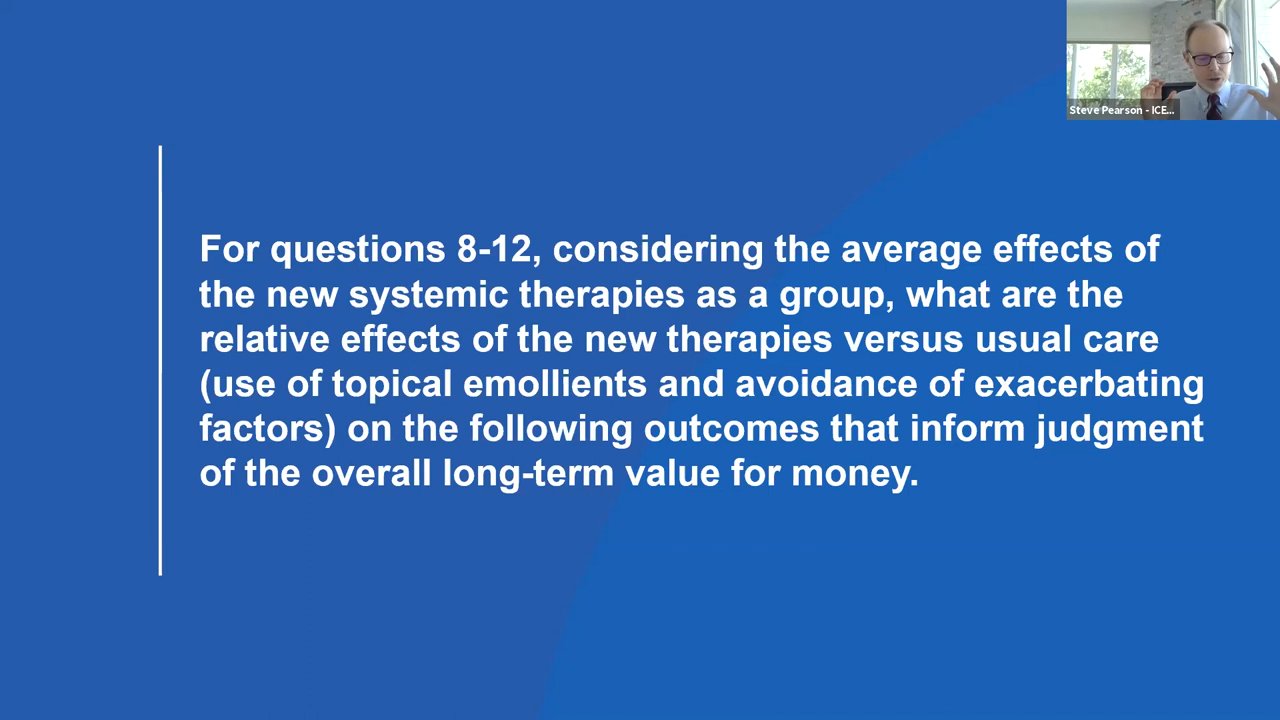 Steve Pearson - ICE...
For questions 8-12, considering the average effects of
the new systemic therapies as a group, what are the
relative effects of the new therapies versus usual care
(use of topical emollients and avoidance of exacerbating
factors) on the following outcomes that inform judgment
of the overall long-term value for money.